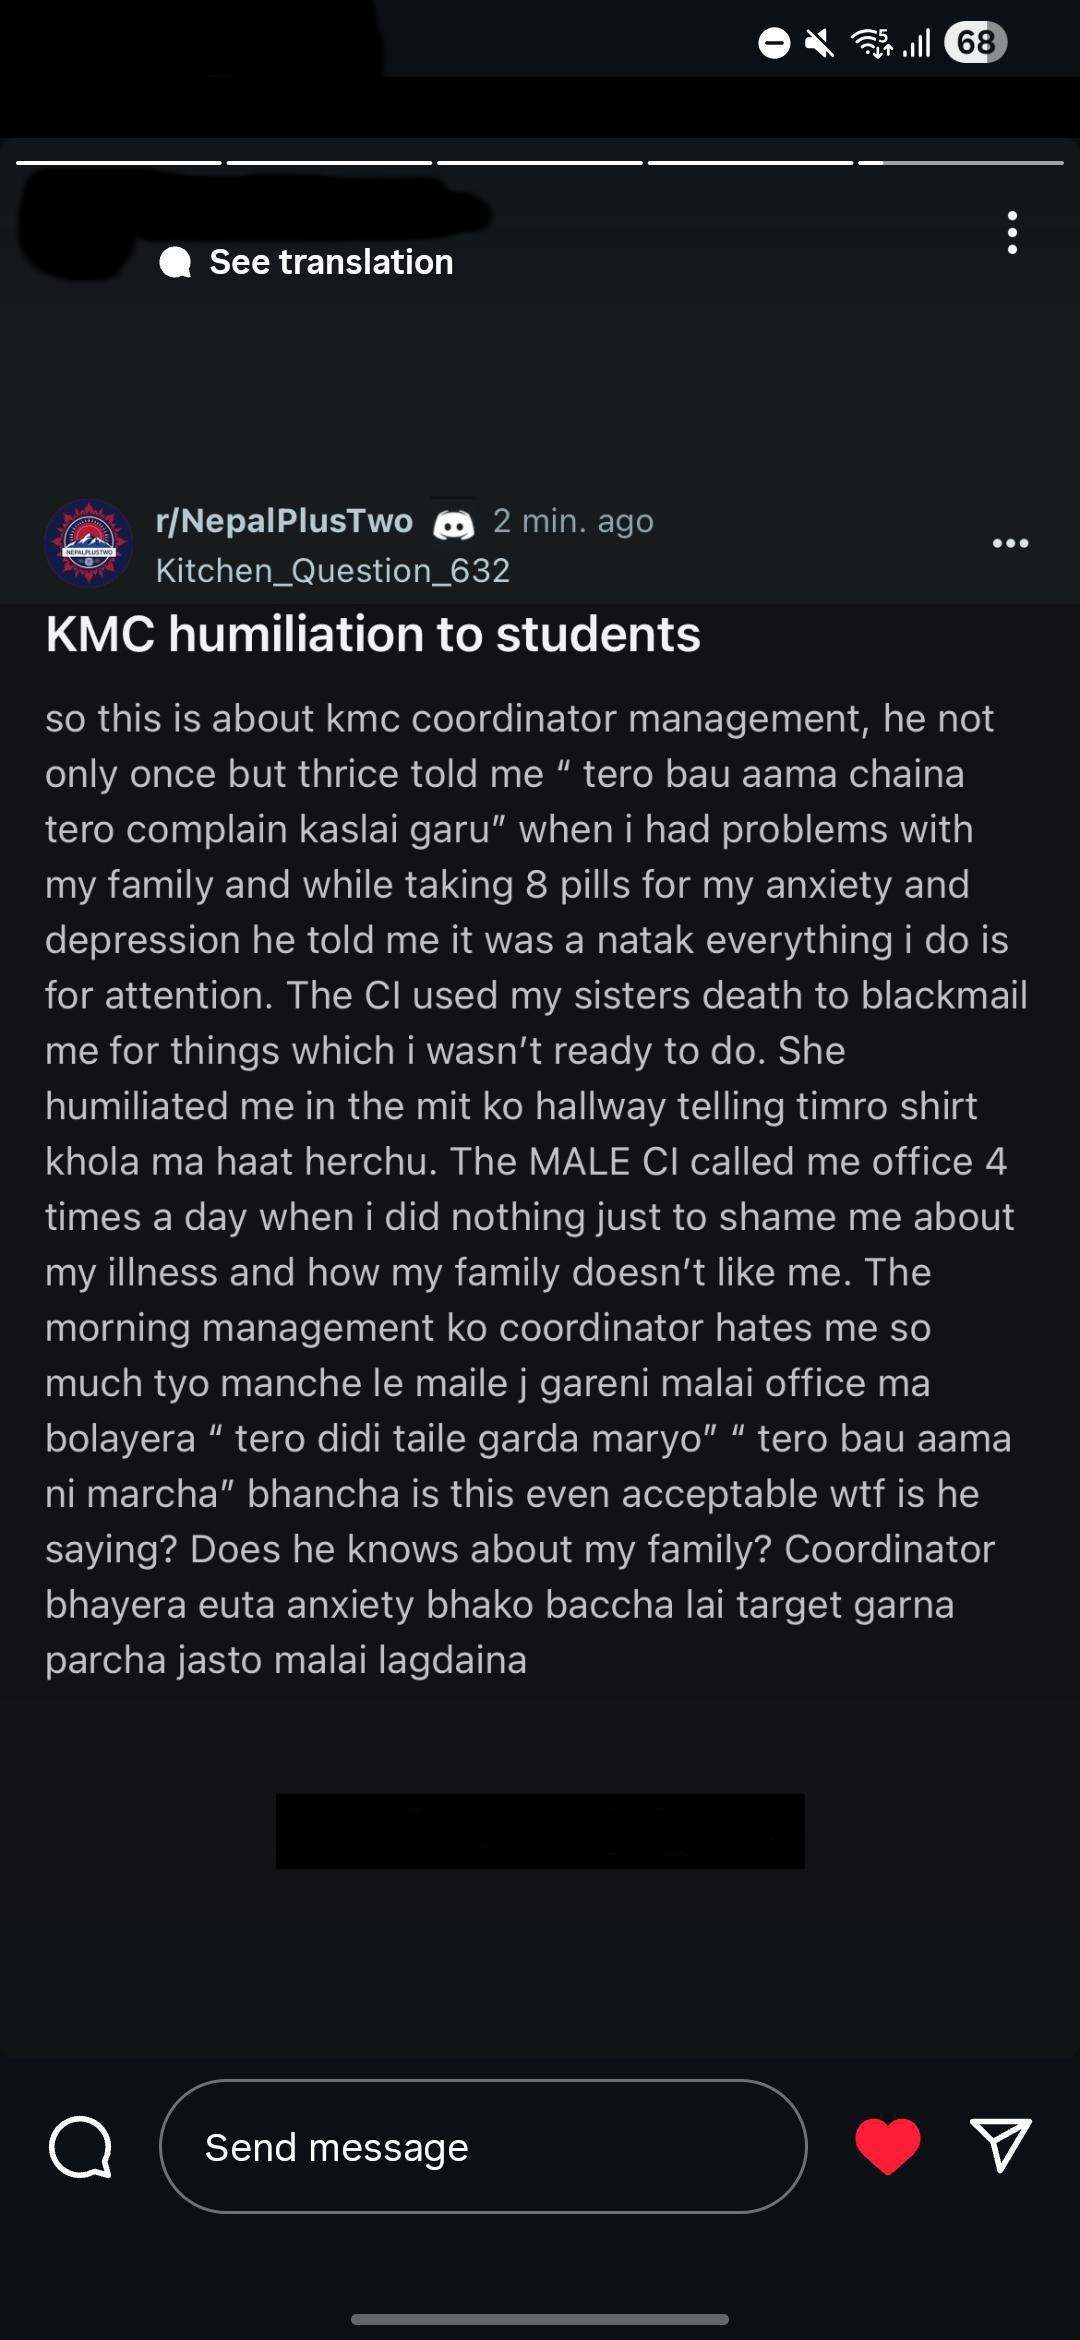 5
68
See translation
r/NepalPlusTwo 2 min. ago
NEPALPLUSTWO
Kitchen_Question_632
KMC humiliation to students
so this is about kmc coordinator management, he not
only once but thrice told me “ tero bau aama chaina
tero complain kaslai garu” when i had problems with
my family and while taking 8 pills for my anxiety and
depression he told me it was a natak everything i do is
for attention. The CI used my sisters death to blackmail
me for things which i wasn’t ready to do. She
humiliated me in the mit ko hallway telling timro shirt
khola ma haat herchu. The MALE CI called me office 4
times a day when i did nothing just to shame me about
my illness and how my family doesn’t like me. The
morning management ko coordinator hates me so
much tyo manche le maile j gareni malai office ma
bolayera “ tero didi taile garda maryo” “ tero bau aama
ni marcha” bhancha is this even acceptable wtf is he
saying? Does he knows about my family? Coordinator
bhayera euta anxiety bhako baccha lai target garna
parcha jasto malai lagdaina
Send message